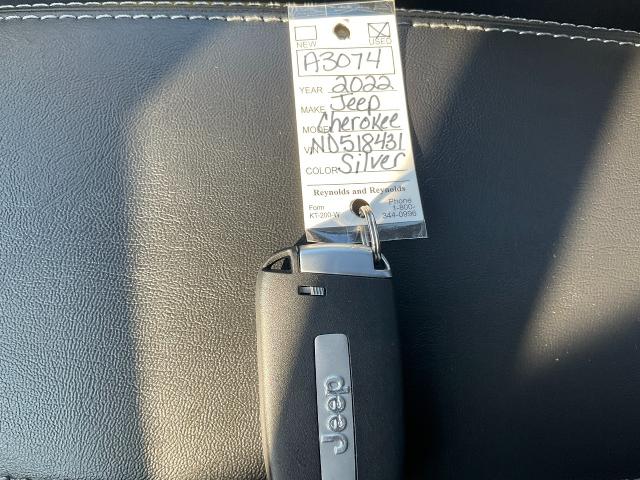 NEW USED
A3074
YEAR 2022
MAKE Jeep
MODEL Cherokee
VIN ND518431
COLOR Silver
Reynolds and Reynolds
Form Phone
KT-200-W 1-800-
344-0996
Jeep